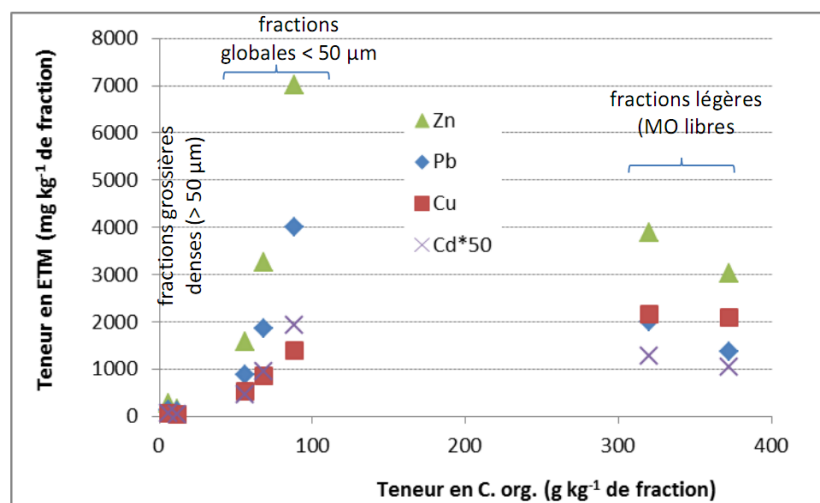 fractions
globales < 50 µm
8000
7000
6000
5000
4000
3000
2000
1000
0
Teneur en ETM (mg kg⁻¹ de fraction)
fractions grossières
denses (> 50 µm)
Zn
Pb
Cu
Cd*50
fractions légères
(MO libres
0
100
200
300
400
Teneur en C. org. (g kg⁻¹ de fraction)